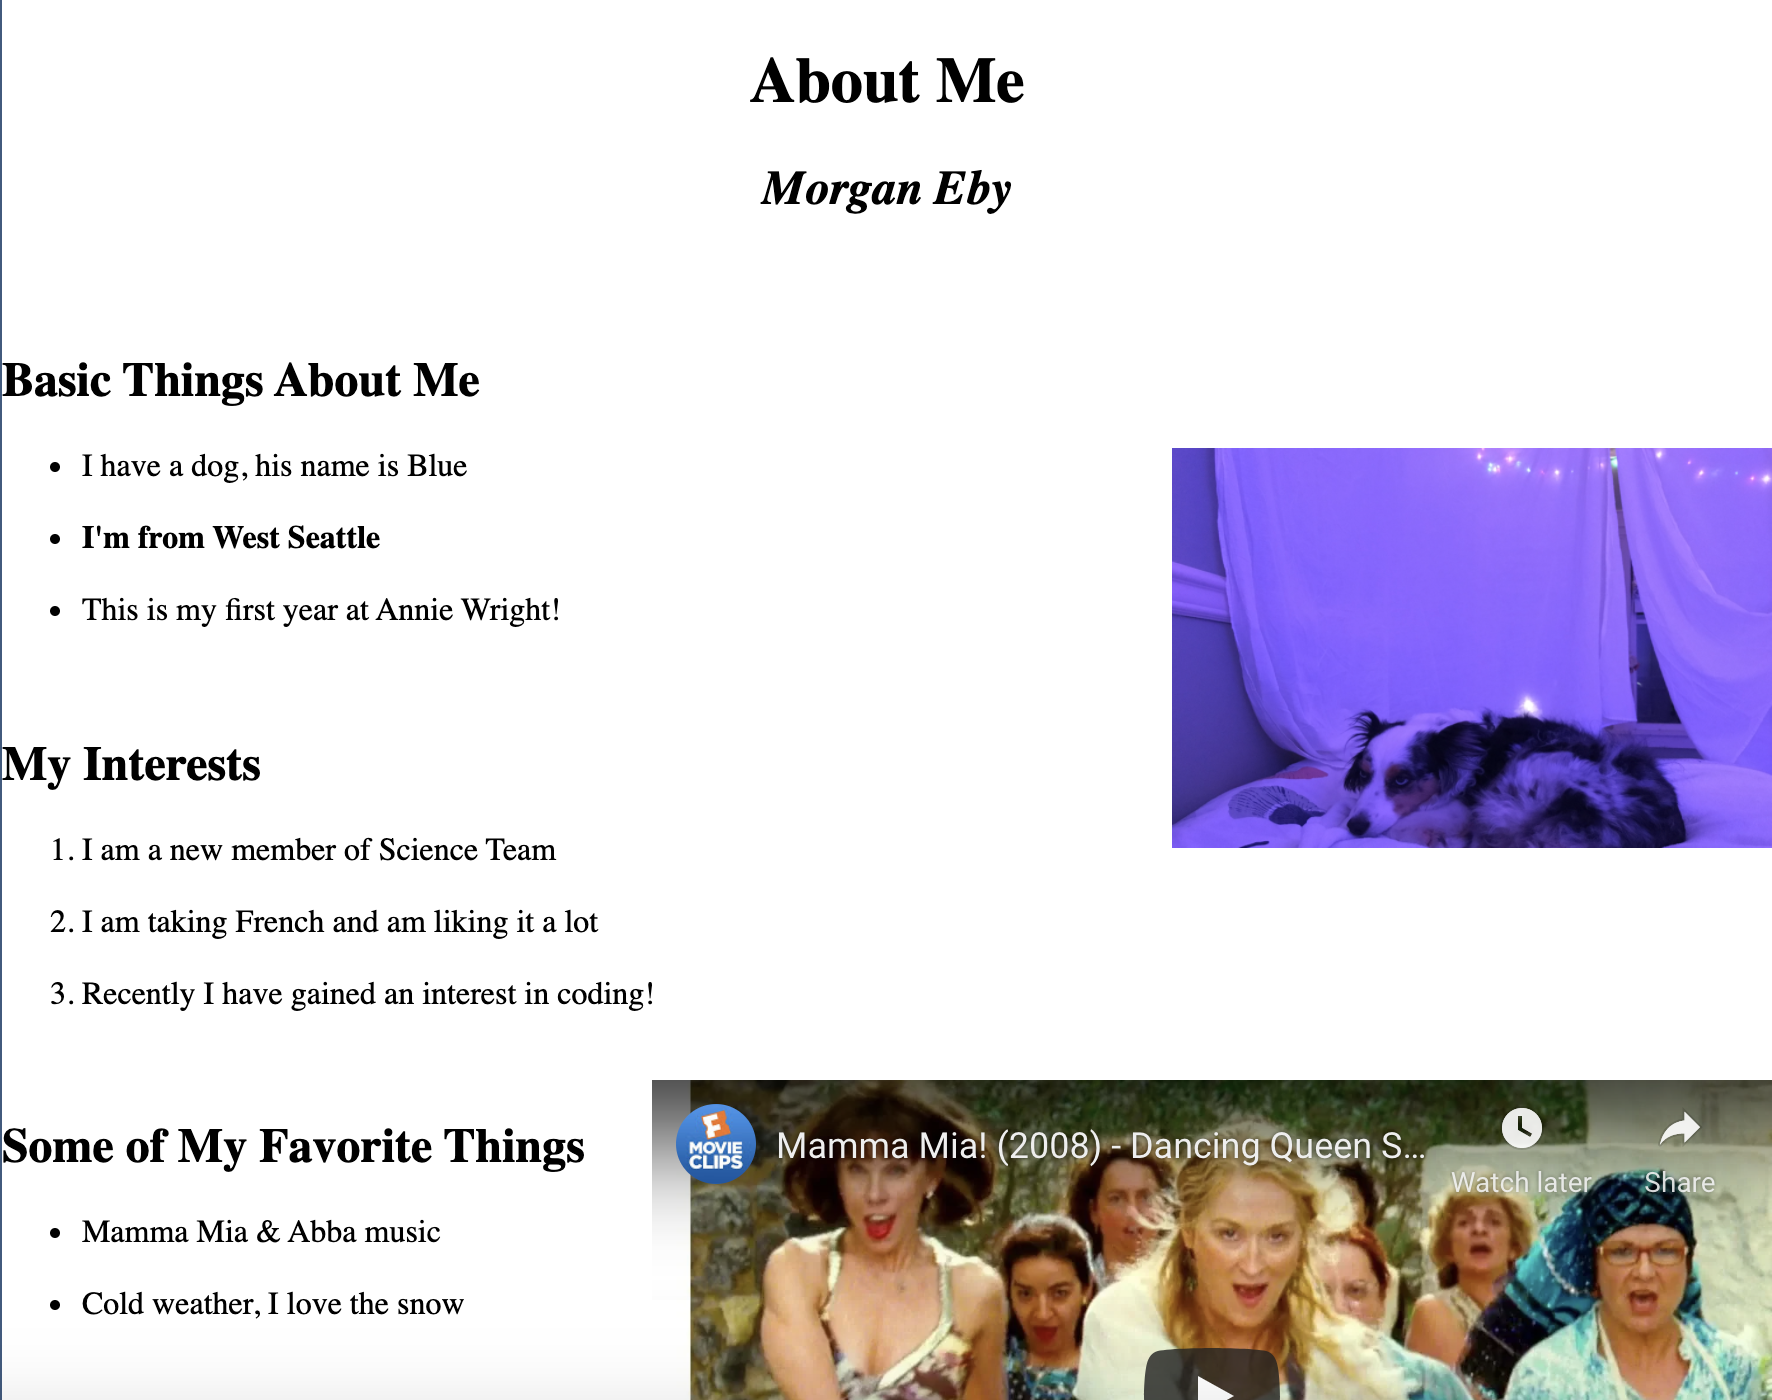 About Me
Morgan Eby
Basic Things About Me
• I have a dog, his name is Blue
• I'm from West Seattle
• This is my first year at Annie Wright!
My Interests
1. I am a new member of Science Team
2. I am taking French and am liking it a lot
3. Recently I have gained an interest in coding!
Some of My Favorite Things
• Mamma Mia & Abba music
• Cold weather, I love the snow
F
MOVIE
CLIPS
Mamma Mia! (2008) - Dancing Queen S...
Watch later
Share